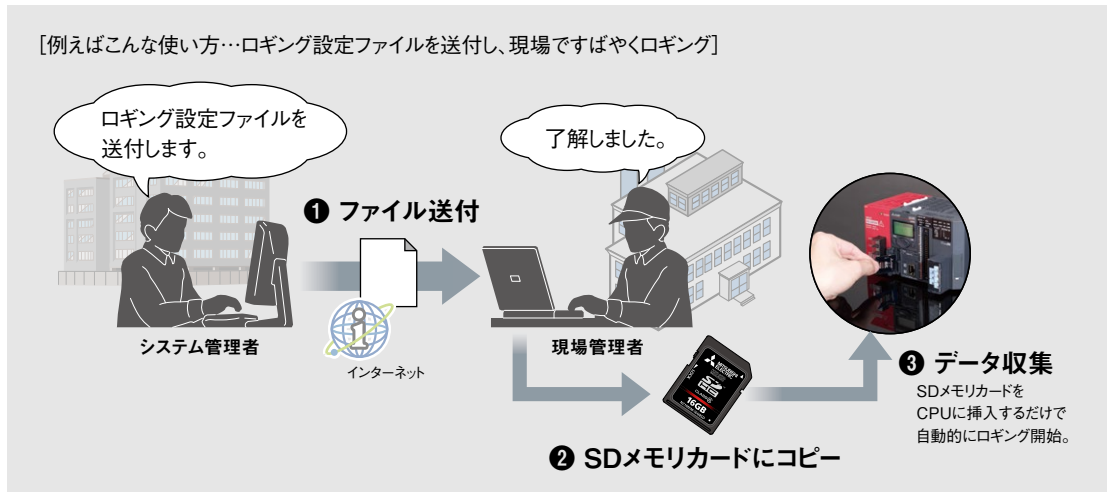 [例えばこんな使い方…ロギング設定ファイルを送付し、現場ですばやくロギング]
ロギング設定ファイルを
送付します。
了解しました。
❶ ファイル送付
システム管理者
インターネット
現場管理者
MITSUBISHI
ELECTRIC
SD
HC
16GB
❷ SDメモリカードにコピー
❸ データ収集
SDメモリカードを
CPUに挿入するだけで
自動的にロギング開始。